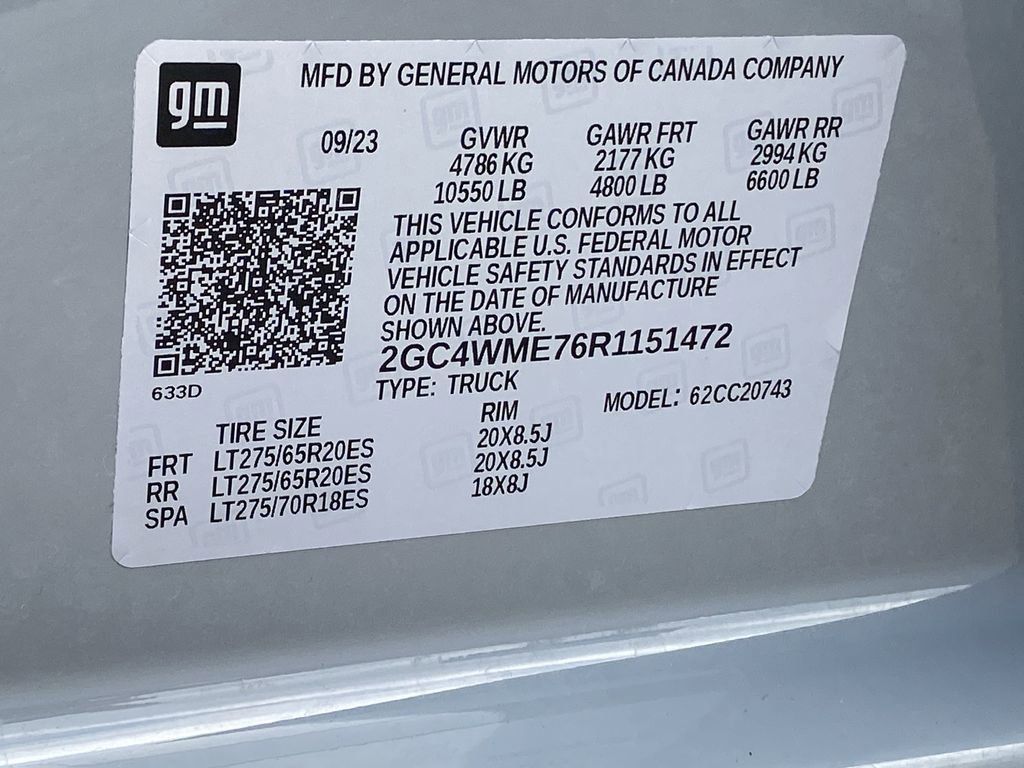 gm
MFD BY GENERAL MOTORS OF CANADA COMPANY
09/23 GVWR GAWR FRT GAWR RR
4786 KG 2177 KG 2994 KG
10550 LB 4800 LB 6600 LB
THIS VEHICLE CONFORMS TO ALL
APPLICABLE U.S. FEDERAL MOTOR
VEHICLE SAFETY STANDARDS IN EFFECT
ON THE DATE OF MANUFACTURE
SHOWN ABOVE.
2GC4WME76R1151472
633D
TYPE: TRUCK MODEL: 62CC20743
TIRE SIZE RIM
FRT LT275/65R20ES 20X8.5J
RR LT275/65R20ES 20X8.5J
SPA LT275/70R18ES 18X8J